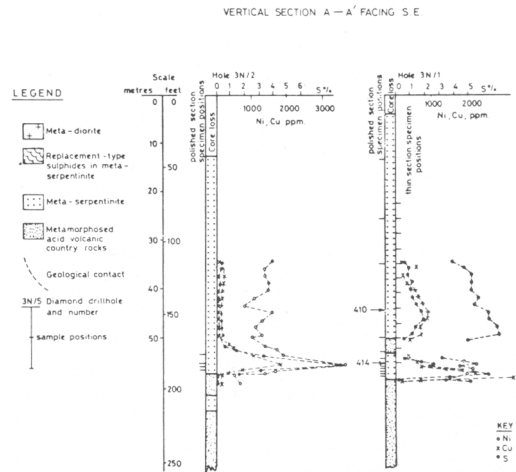 VERTICAL SECTION A — A' FACING S.E.
LEGEND
Meta-diorite
Replacement-type
sulphides in meta-
serpentinite
Meta-serpentinite
Metamorphosed
acid volcanic
country rocks
Geological contact
3N/5 Diamond drillhole
and number
sample positions
Scale
metres feet
0 0
10
50
20
30 100
40
150
50
200
250
polished section
specimen positions
Core loss
Hole 3N/2
0 1 2 3 4 5 6 S%
1000 2000 3000
Ni, Cu ppm.
polished section
specimen positions
Core loss
thin section specimen
positions
Hole 3N/1
0 1 2 3 4 5 S%
1000 2000
Ni, Cu ppm.
410
414
KEY
o Ni
x Cu
S